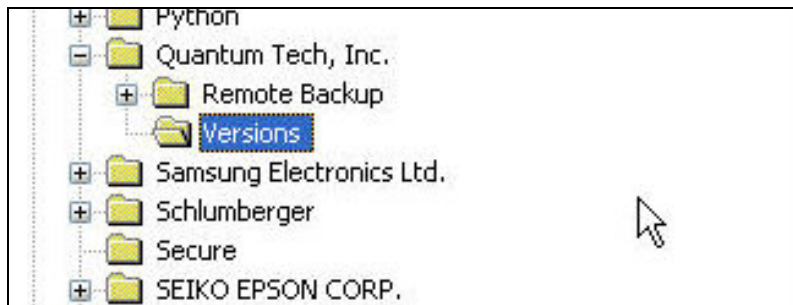 Python
Quantum Tech, Inc.
Remote Backup
Versions
Samsung Electronics Ltd.
Schlumberger
Secure
SEIKO EPSON CORP.